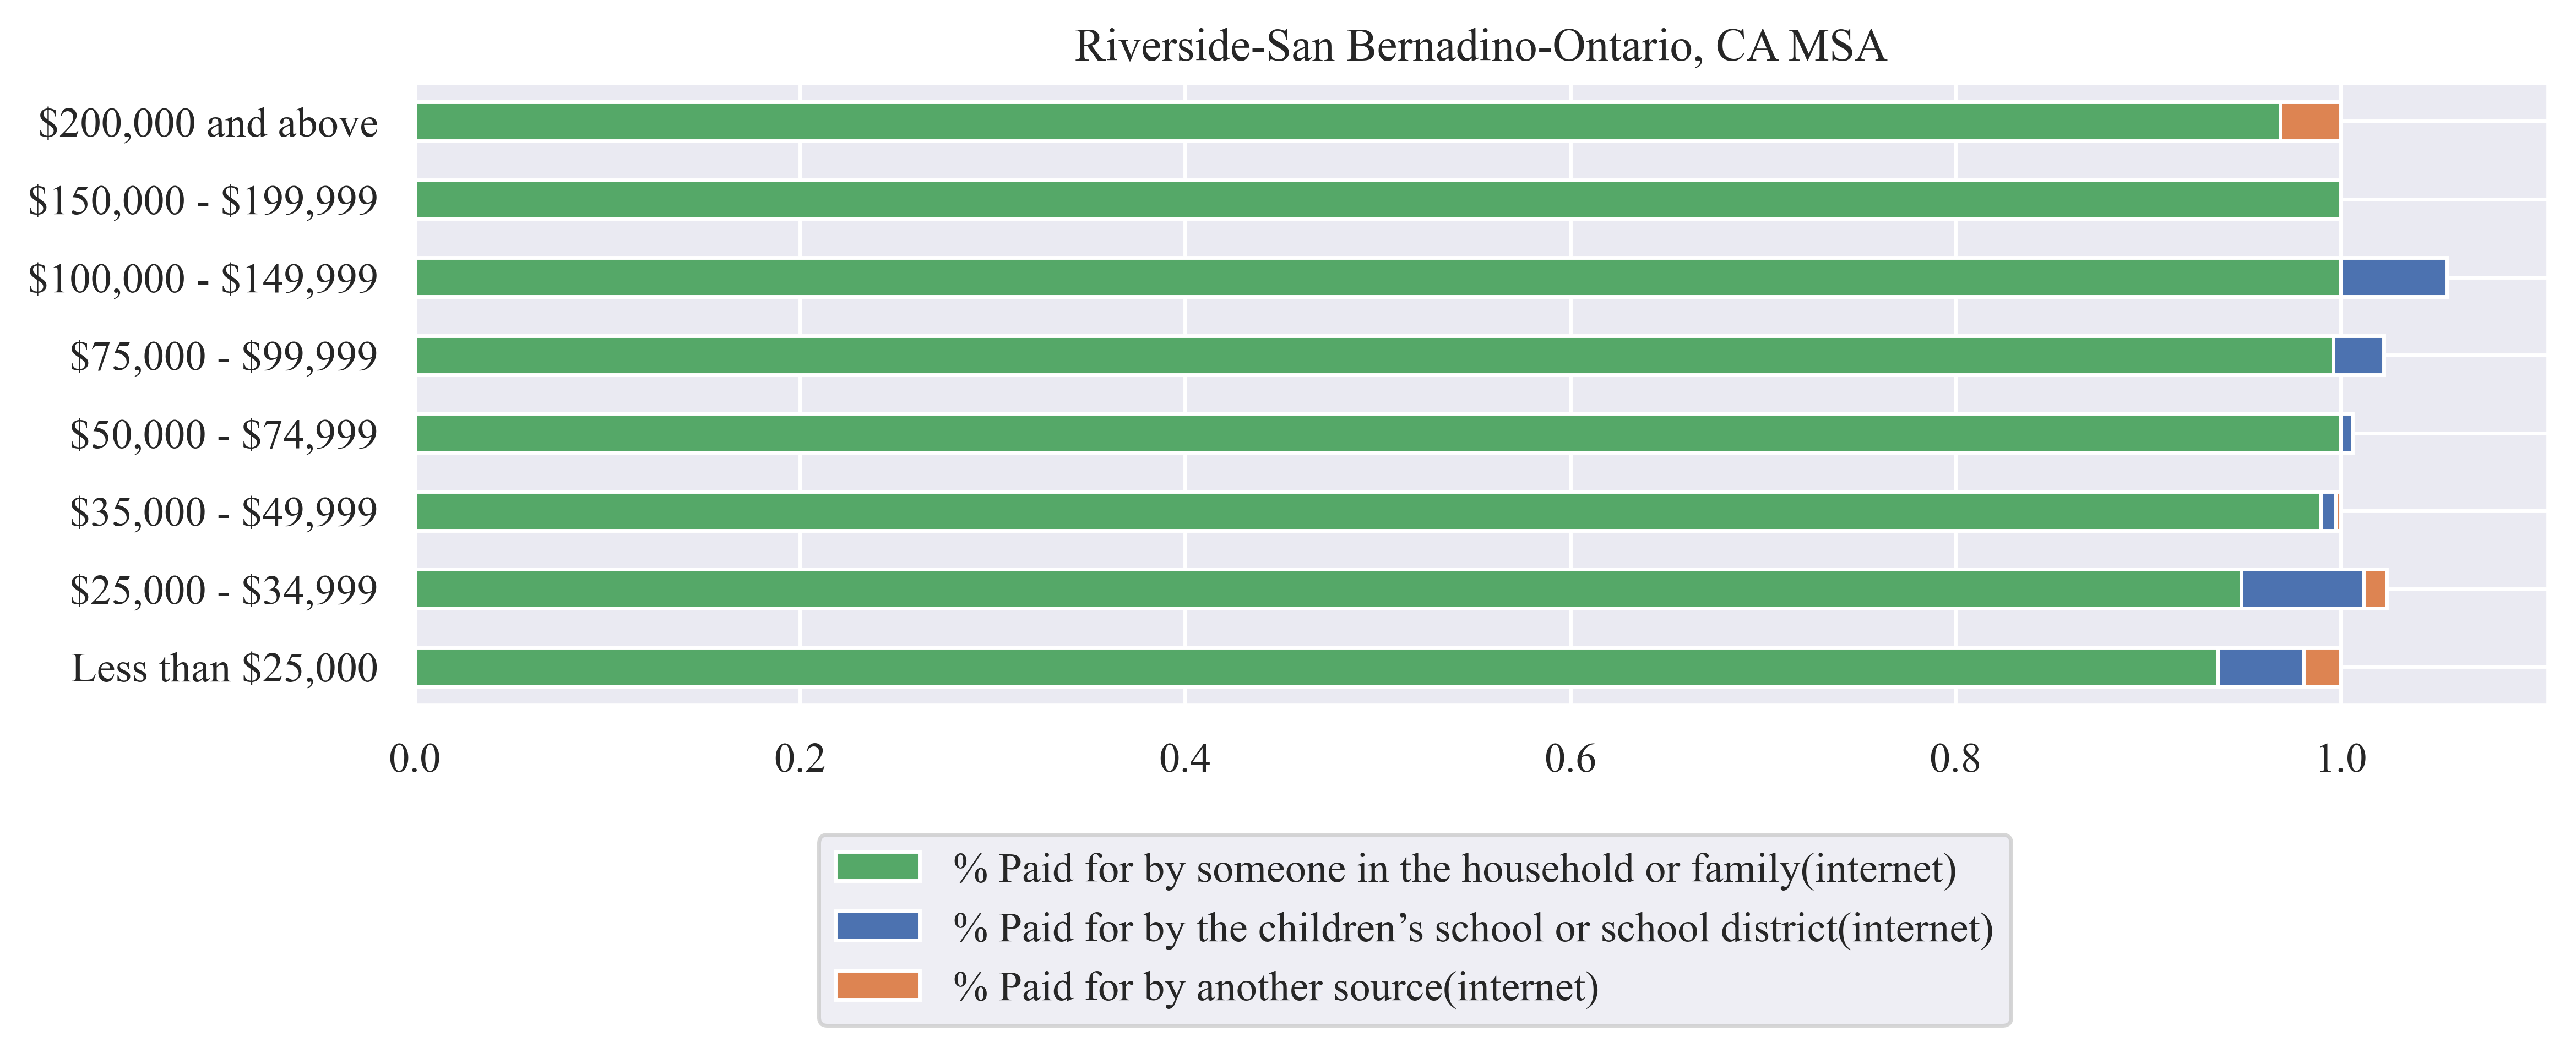 Riverside-San Bernadino-Ontario, CA MSA
$200,000 and above
$150,000 - $199,999
$100,000 - $149,999
$75,000 - $99,999
$50,000 - $74,999
$35,000 - $49,999
$25,000 - $34,999
Less than $25,000
0.0 0.2 0.4 0.6 0.8 1.0
% Paid for by someone in the household or family(internet)
% Paid for by the children’s school or school district(internet)
% Paid for by another source(internet)